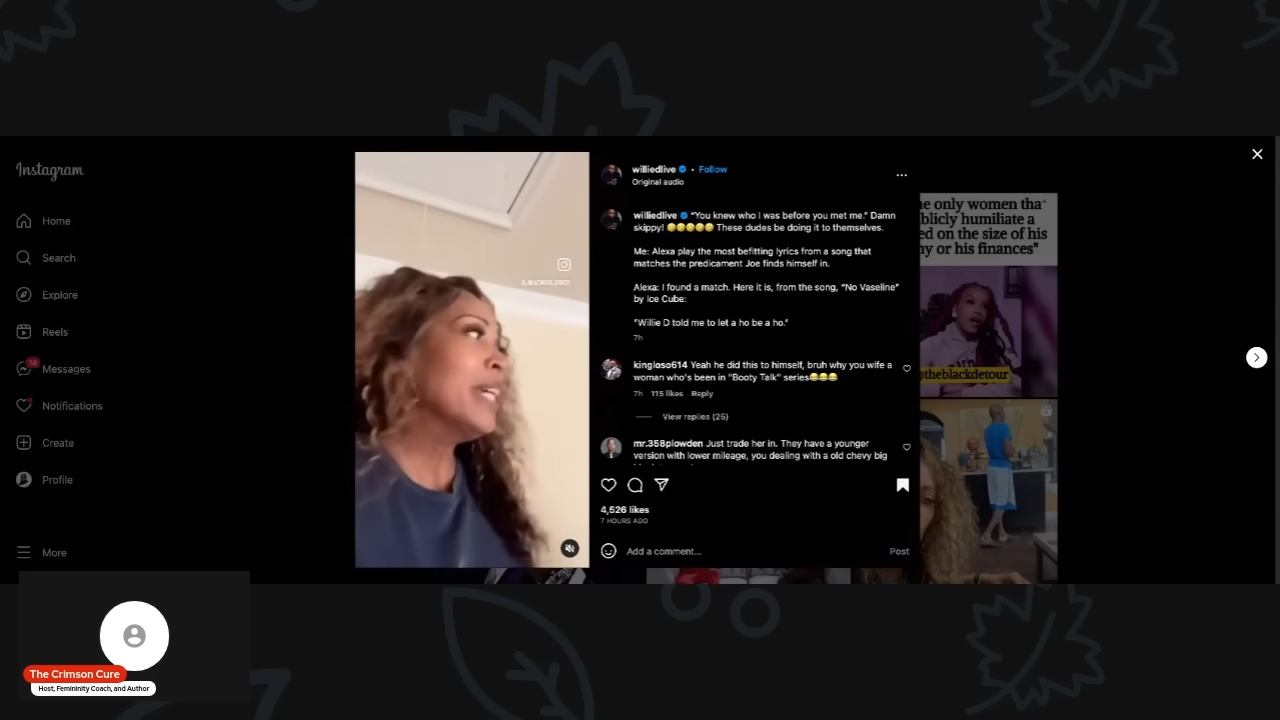 Instagram
Home
Search
Explore
Reels
14
Messages
Notifications
Create
Profile
More
williedlive • Follow
Original audio
williedlive "You knew who I was before you met me." Damn
skippy! 🤣🤣🤣🤣🤣 These dudes be doing it to themselves.
Me: Alexa play the most befitting lyrics from a song that
matches the predicament Joe finds himself in.
Alexa: I found a match. Here it is, from the song, "No Vaseline"
by Ice Cube:
"Willie D told me to let a ho be a ho."
7h
kingloso614 Yeah he did this to himself, bruh why you wife a
woman who's been in "Booty Talk" series😂😂😂
7h 115 likes Reply
View replies (25)
mr.358plowden Just trade her in. They have a younger
version with lower mileage, you dealing with a old chevy big
4,526 likes
7 HOURS AGO
Add a comment...
Post
e only women tha
blicly humiliate a
ed on the size of his
ny or his finances"
@theblackdetour
The Crimson Cure
Host, Femininity Coach, and Author